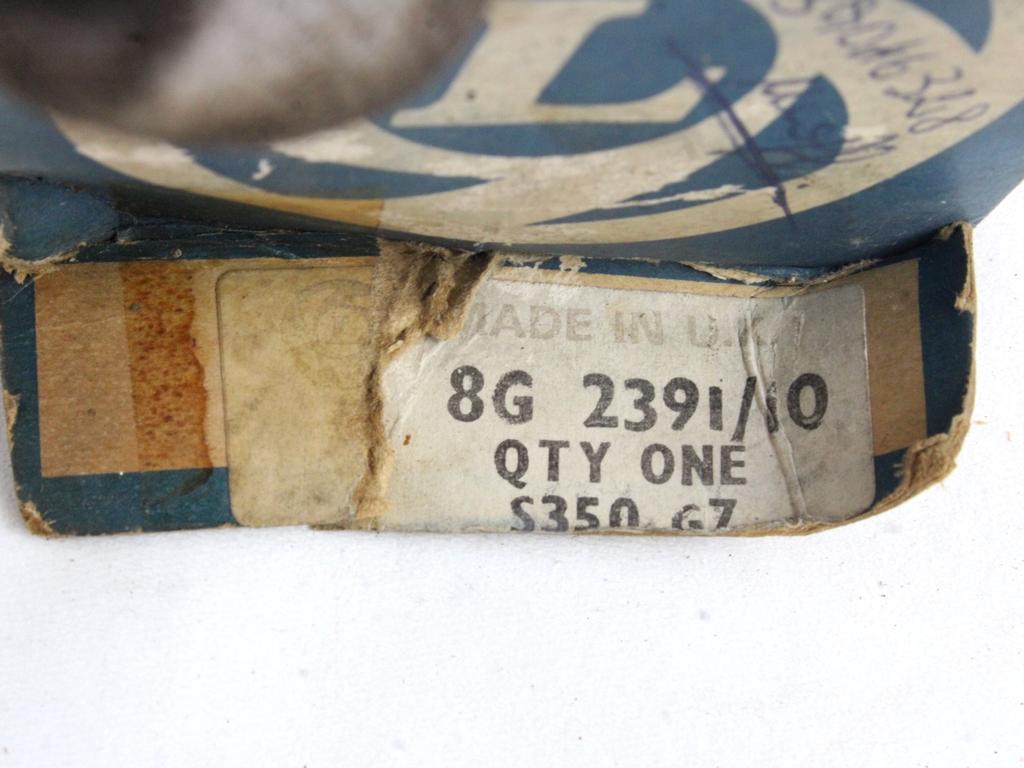 MADE IN U.K.
8G 2391/10
QTY ONE
S350 G7